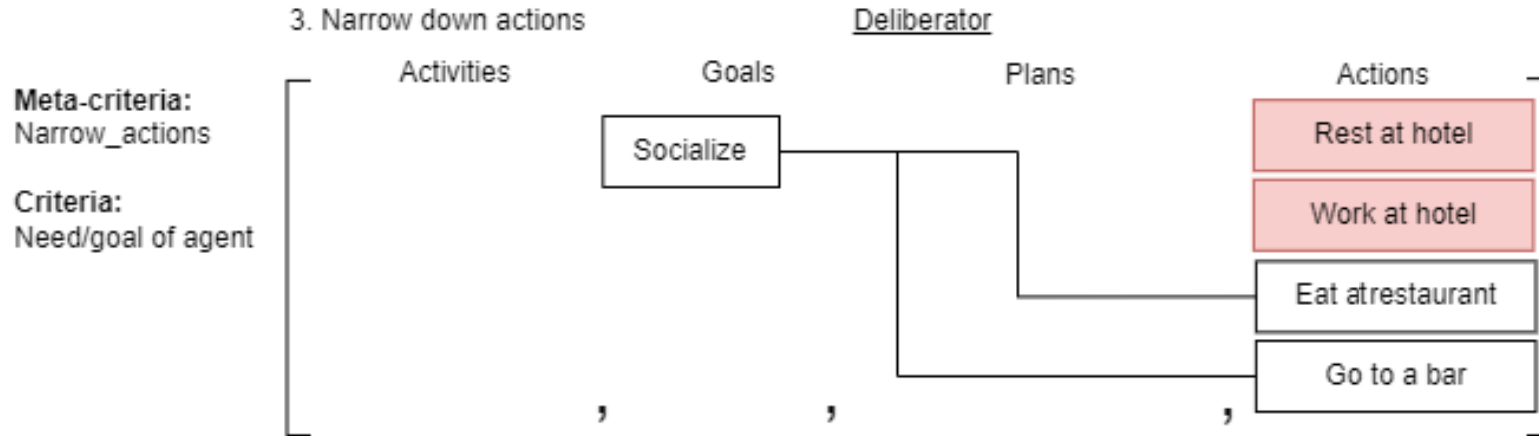 3. Narrow down actions
Deliberator
Activities
Goals
Plans
Actions
Meta-criteria:
Narrow_actions
Criteria:
Need/goal of agent
Socialize
Rest at hotel
Work at hotel
Eat atrestaurant
Go to a bar
, , ,